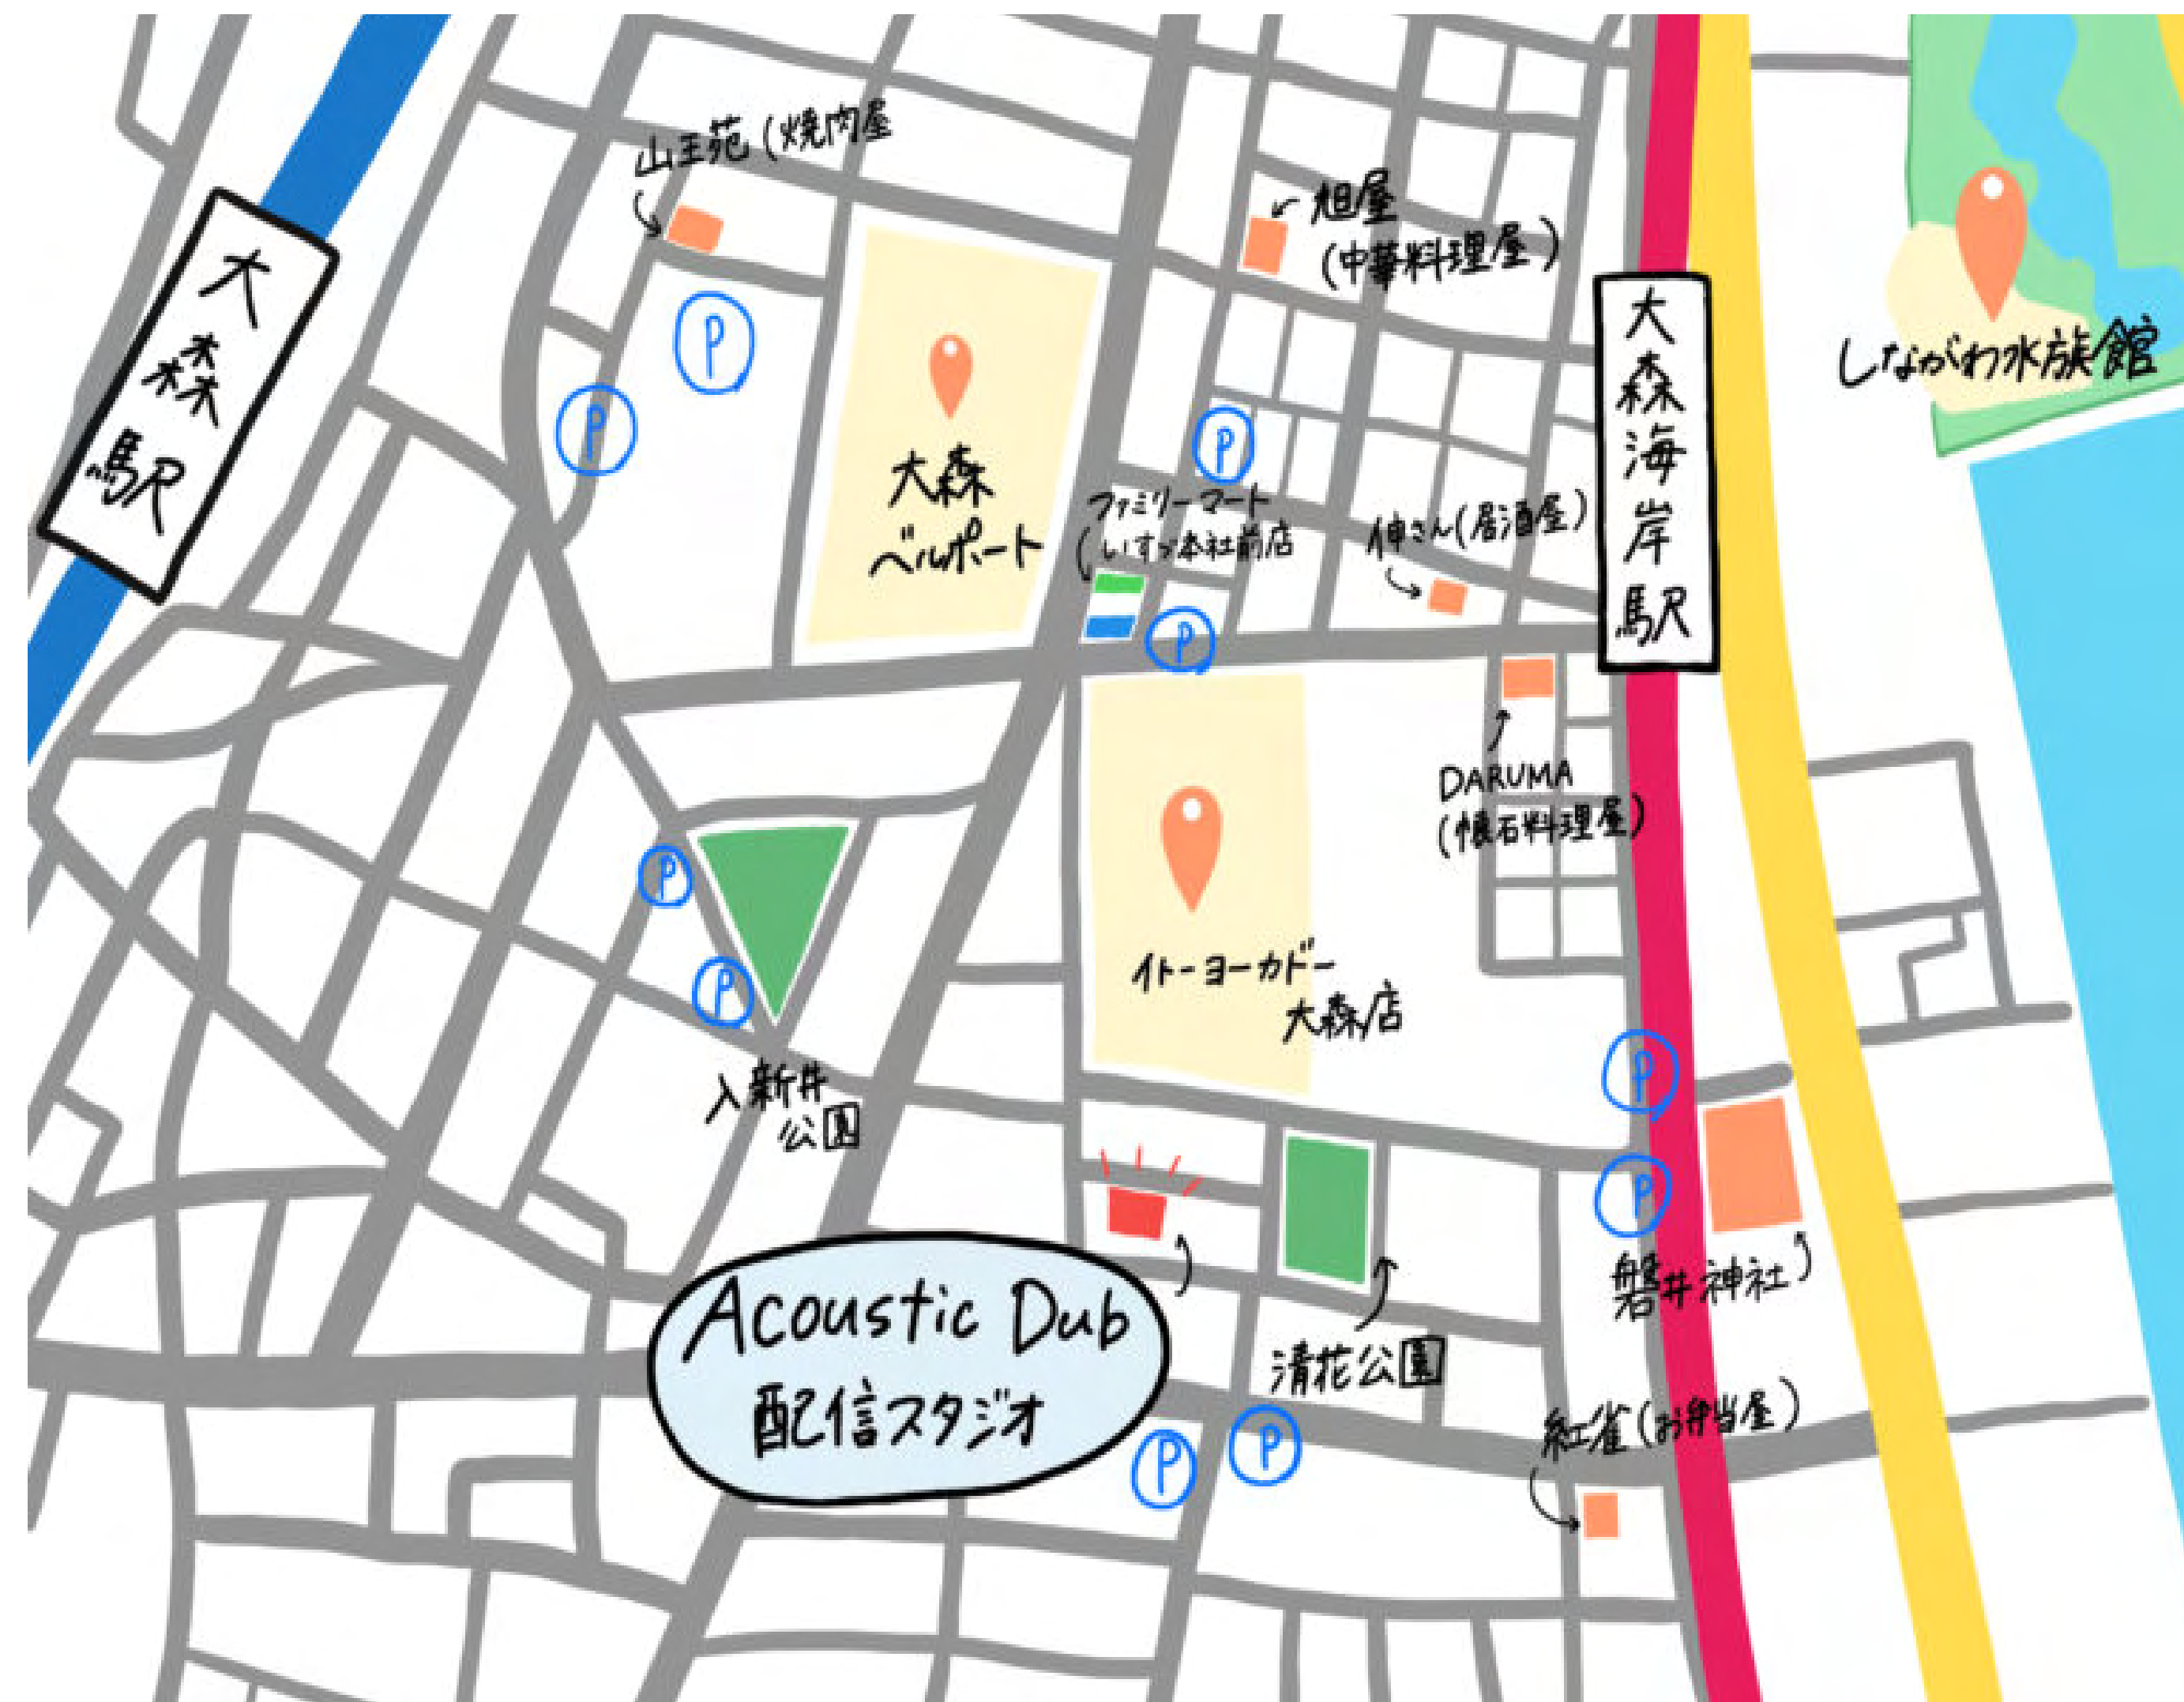 山王苑(焼肉屋
旭屋
(中華料理屋)
大森駅
大森海岸駅
しながわ水族館
P
P
P
大森
ベルポート
ファミリーマート
(いすゞ本社前店
伸さん(居酒屋)
P
DARUMA
(懐石料理屋)
P
P
イトーヨーカドー
大森店
入新井
公園
P
P
磐井神社
Acoustic Dub
配信スタジオ
清花公園
紅雀(お弁当屋)
P
P